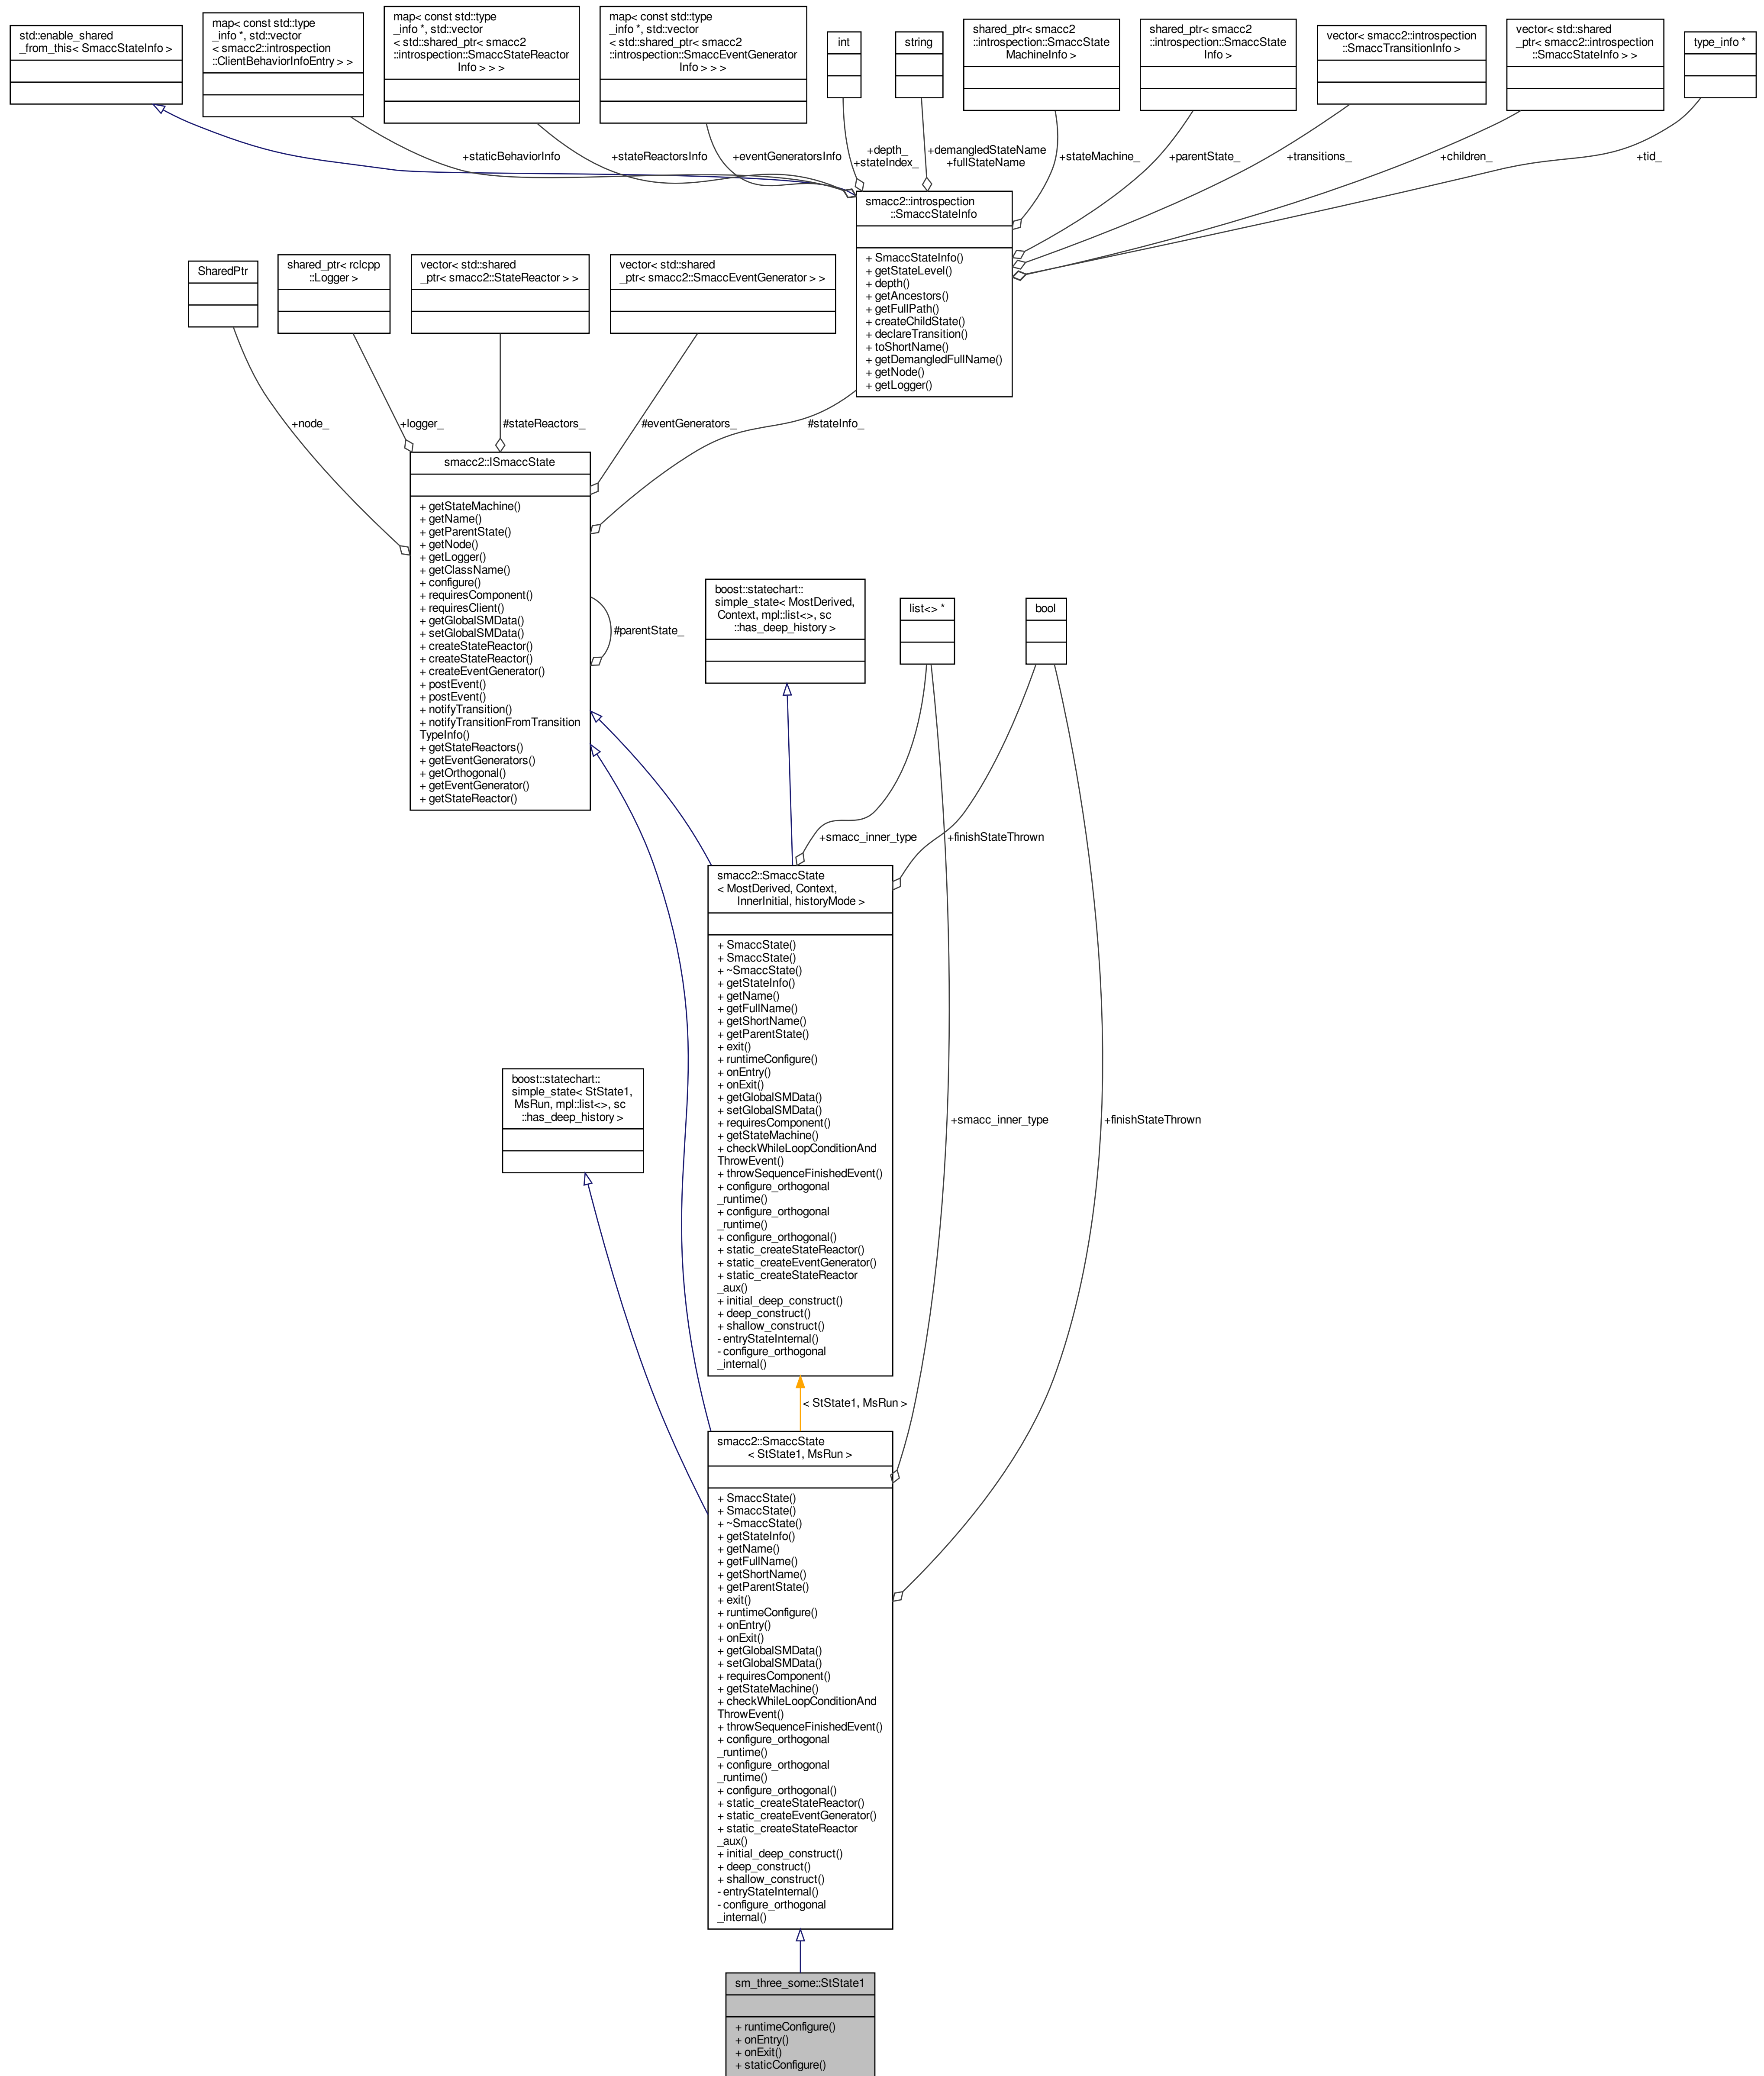 std::enable_shared
_from_this< SmaccStateInfo >
map< const std::type
_info *, std::vector
< smacc2::introspection
::ClientBehaviorInfoEntry > >
map< const std::type
_info *, std::vector
< std::shared_ptr< smacc2
::introspection::SmaccStateReactor
Info > > >
map< const std::type
_info *, std::vector
< std::shared_ptr< smacc2
::introspection::SmaccEventGenerator
Info > > >
int
string
shared_ptr< smacc2
::introspection::SmaccState
MachineInfo >
shared_ptr< smacc2
::introspection::SmaccState
Info >
vector< smacc2::introspection
::SmaccTransitionInfo >
vector< std::shared
_ptr< smacc2::introspection
::SmaccStateInfo > >
type_info *
+staticBehaviorInfo
+stateReactorsInfo
+eventGeneratorsInfo
+depth_
+stateIndex_
+demangledStateName
+fullStateName
+stateMachine_
+parentState_
+transitions_
+children_
+tid_
smacc2::introspection
::SmaccStateInfo
+ SmaccStateInfo()
+ getStateLevel()
+ depth()
+ getAncestors()
+ getFullPath()
+ createChildState()
+ declareTransition()
+ toShortName()
+ getDemangledFullName()
+ getNode()
+ getLogger()
SharedPtr
shared_ptr< rclcpp
::Logger >
vector< std::shared
_ptr< smacc2::StateReactor > >
vector< std::shared
_ptr< smacc2::SmaccEventGenerator > >
+node_
+logger_
#stateReactors_
#eventGenerators_
#stateInfo_
smacc2::ISmaccState
+ getStateMachine()
+ getName()
+ getParentState()
+ getNode()
+ getLogger()
+ getClassName()
+ configure()
+ requiresComponent()
+ requiresClient()
+ getGlobalSMData()
+ setGlobalSMData()
+ createStateReactor()
+ createStateReactor()
+ createEventGenerator()
+ postEvent()
+ postEvent()
+ notifyTransition()
+ notifyTransitionFromTransition
TypeInfo()
+ getStateReactors()
+ getEventGenerators()
+ getOrthogonal()
+ getEventGenerator()
+ getStateReactor()
#parentState_
boost::statechart::
simple_state< MostDerived,
Context, mpl::list<>, sc
::has_deep_history >
list<> *
bool
+smacc_inner_type
+finishStateThrown
smacc2::SmaccState
< MostDerived, Context,
InnerInitial, historyMode >
+ SmaccState()
+ SmaccState()
+ ~SmaccState()
+ getStateInfo()
+ getName()
+ getFullName()
+ getShortName()
+ getParentState()
+ exit()
+ runtimeConfigure()
+ onEntry()
+ onExit()
+ getGlobalSMData()
+ setGlobalSMData()
+ requiresComponent()
+ getStateMachine()
+ checkWhileLoopConditionAnd
ThrowEvent()
+ throwSequenceFinishedEvent()
+ configure_orthogonal
_runtime()
+ configure_orthogonal
_runtime()
+ configure_orthogonal()
+ static_createStateReactor()
+ static_createEventGenerator()
+ static_createStateReactor
_aux()
+ initial_deep_construct()
+ deep_construct()
+ shallow_construct()
- entryStateInternal()
- configure_orthogonal
_internal()
boost::statechart::
simple_state< StState1,
MsRun, mpl::list<>, sc
::has_deep_history >
+smacc_inner_type
+finishStateThrown
< StState1, MsRun >
smacc2::SmaccState
< StState1, MsRun >
+ SmaccState()
+ SmaccState()
+ ~SmaccState()
+ getStateInfo()
+ getName()
+ getFullName()
+ getShortName()
+ getParentState()
+ exit()
+ runtimeConfigure()
+ onEntry()
+ onExit()
+ getGlobalSMData()
+ setGlobalSMData()
+ requiresComponent()
+ getStateMachine()
+ checkWhileLoopConditionAnd
ThrowEvent()
+ throwSequenceFinishedEvent()
+ configure_orthogonal
_runtime()
+ configure_orthogonal
_runtime()
+ configure_orthogonal()
+ static_createStateReactor()
+ static_createEventGenerator()
+ static_createStateReactor
_aux()
+ initial_deep_construct()
+ deep_construct()
+ shallow_construct()
- entryStateInternal()
- configure_orthogonal
_internal()
sm_three_some::StState1
+ runtimeConfigure()
+ onEntry()
+ onExit()
+ staticConfigure()